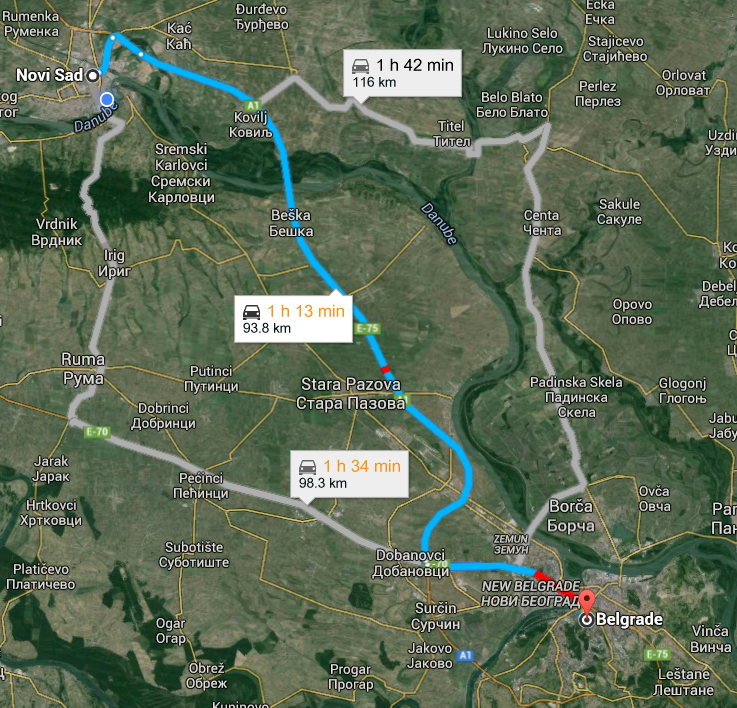 Rumenka
Руменка
Kać
Каћ
Đurđevo
Ђурђево
Ečka
Ечка
Lukino Selo
Лукино Село
Stajićevo
Стајићево
Novi Sad
Orlovat
Орловат
Perlez
Перлез
Belo Blato
Бело Блато
1 h 42 min
116 km
A1
Kovilj
Ковиљ
Danube
Titel
Тител
Sremski
Karlovci
Сремски
Карловци
Vrdnik
Врдник
Beška
Бешка
Danube
Centa
Чента
Sakule
Сакуле
Irig
Ириг
1 h 13 min
93.8 km
E-75
Opovo
Опово
Ruma
Рума
Putinci
Путинци
Stara Pazova
Стара Пазова
Padinska Skela
Падинска
Скела
Glogonj
Глогоњ
Dobrinci
Добринци
E-70
1 h 34 min
98.3 km
Jarak
Јарак
Pećinci
Пећинци
Hrtkovci
Хртковци
Borča
Борча
Ovča
Овча
ZEMUN
ЗЕМУН
Subotište
Суботиште
Dobanovci
Добановци
E-70
Platičevo
Платичево
NEW BELGRADE
НОВИ БЕОГРАД
Belgrade
Surčin
Сурчин
Ogar
Огар
Jakovo
Јаково
A1
E-75
Vinča
Винча
Obrež
Обреж
Progar
Прогар
Leštane
Лештане